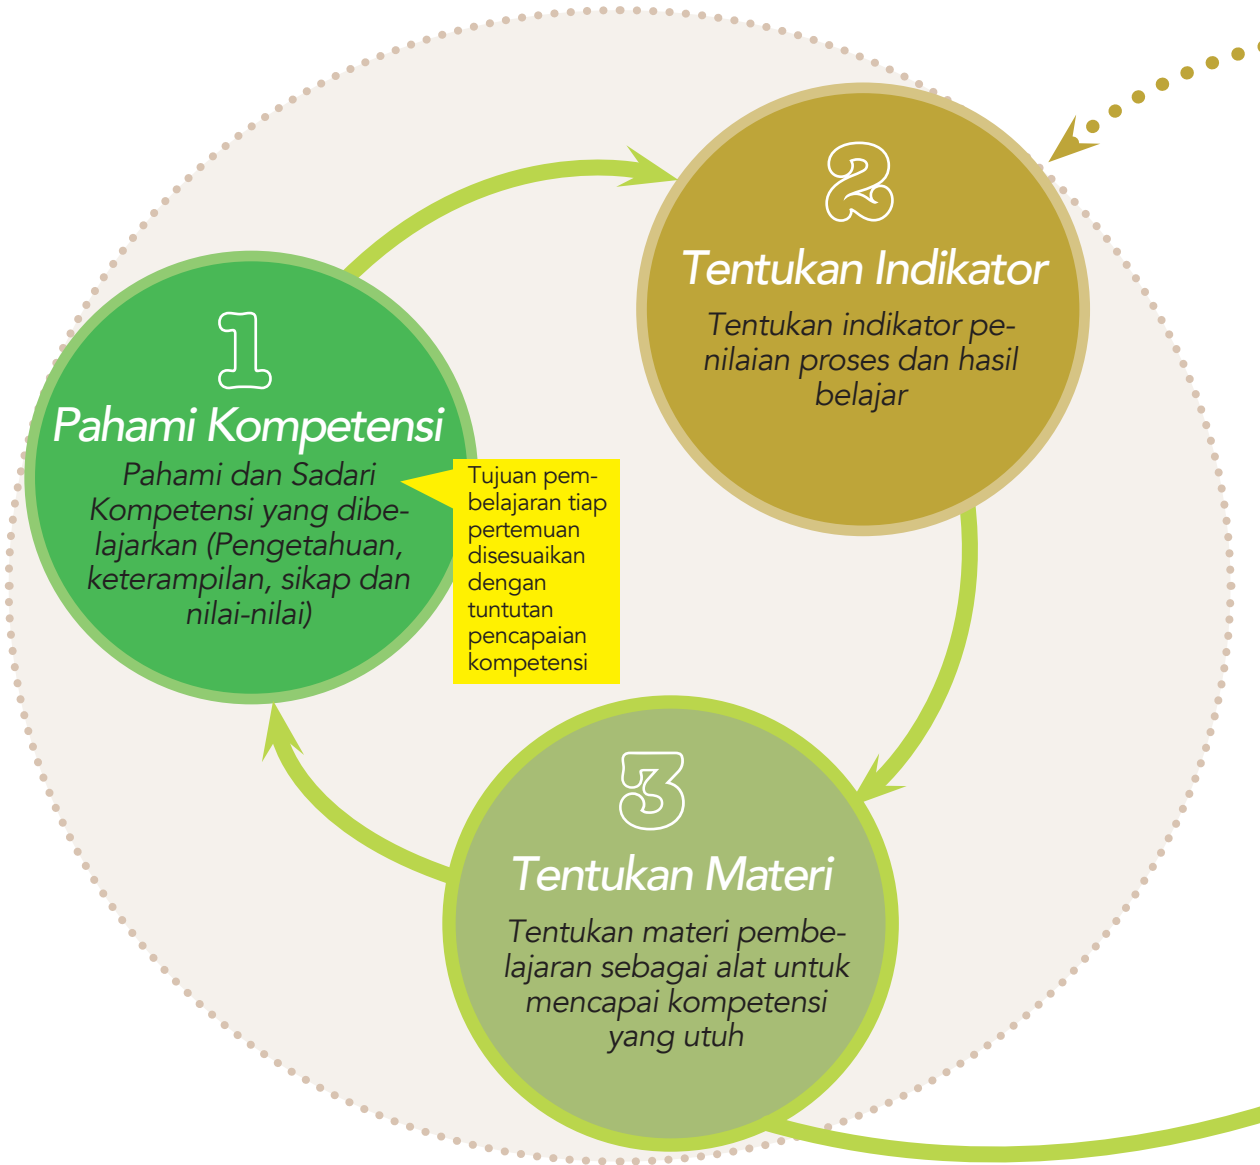 1
Pahami Kompetensi
Pahami dan Sadari
Kompetensi yang dibe-
lajarkan (Pengetahuan,
keterampilan, sikap dan
nilai-nilai)
Tujuan pem-
belajaran tiap
pertemuan
disesuaikan
dengan
tuntutan
pencapaian
kompetensi
2
Tentukan Indikator
Tentukan indikator pe-
nilaian proses dan hasil
belajar
3
Tentukan Materi
Tentukan materi pembe-
lajaran sebagai alat untuk
mencapai kompetensi
yang utuh